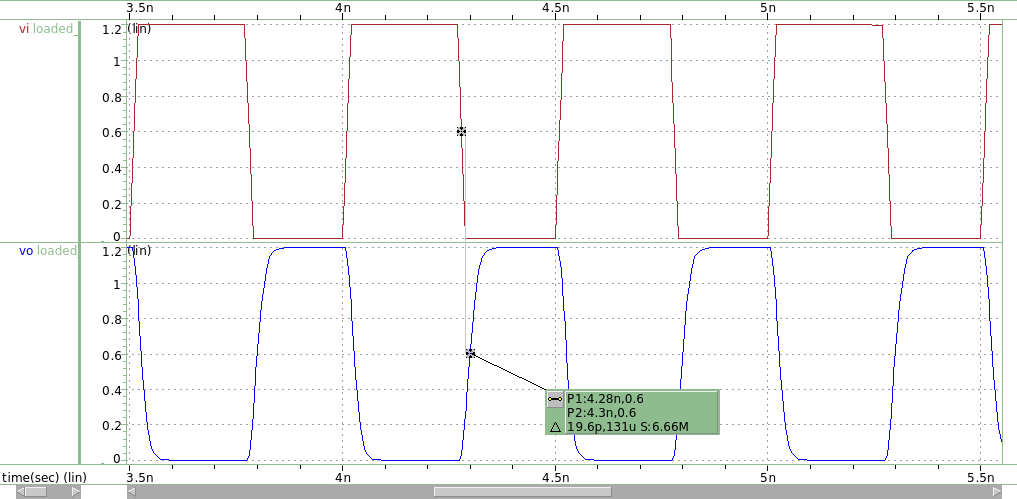 3.5n 4n 4.5n 5n 5.5n
vi loaded_ 1.2 (lin)
1
0.8
0.6
0.4
0.2
0
vo loaded 1.2 (lin)
1
0.8
0.6
0.4
0.2
0
P1:4.28n,0.6
P2:4.3n,0.6
△ 19.6p,131u S:6.66M
time(sec) (lin) 3.5n 4n 4.5n 5n 5.5n